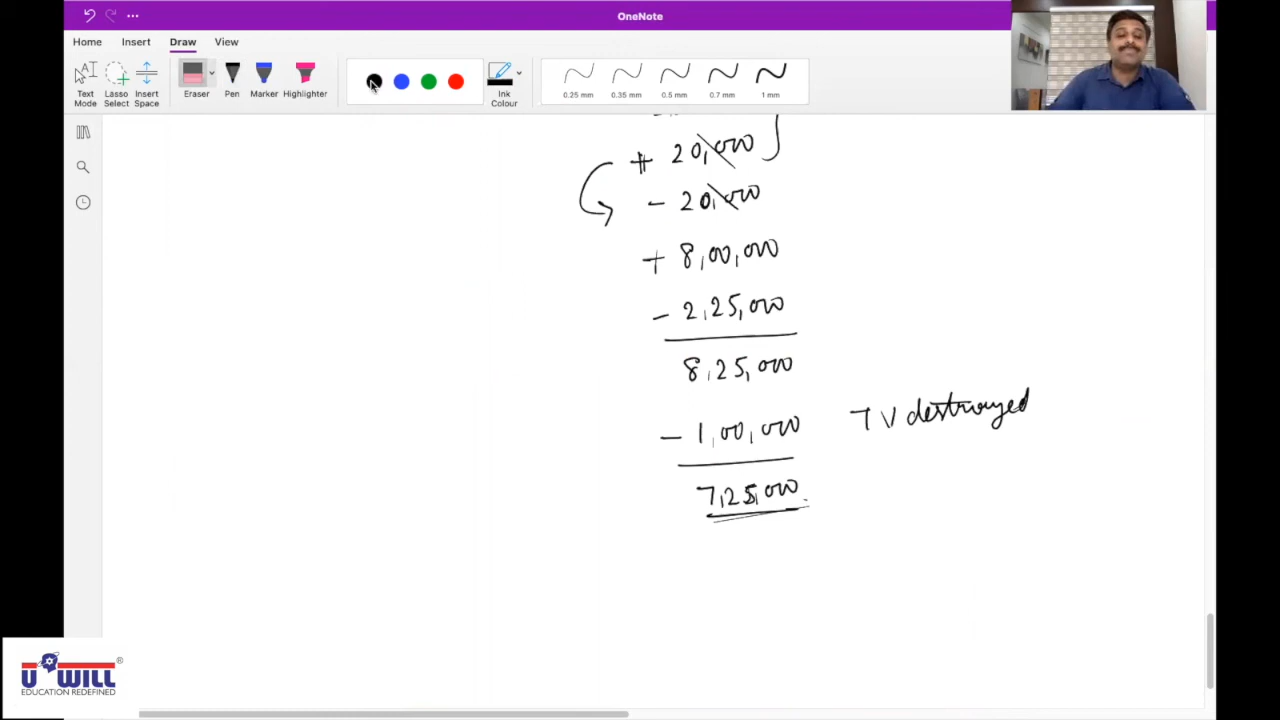 OneNote
Home Insert Draw View
Text Mode
Lasso Select
Insert Space
Eraser
Pen
Marker
Highlighter
Ink Colour
0.25 mm
0.35 mm
0.5 mm
0.7 mm
1 mm
+ 20,000
- 20,000
+ 8,00,000
- 2,25,000
8,25,000
- 1,00,000 TV destroyed
7,25,000
U WILL ®
EDUCATION REDEFINED